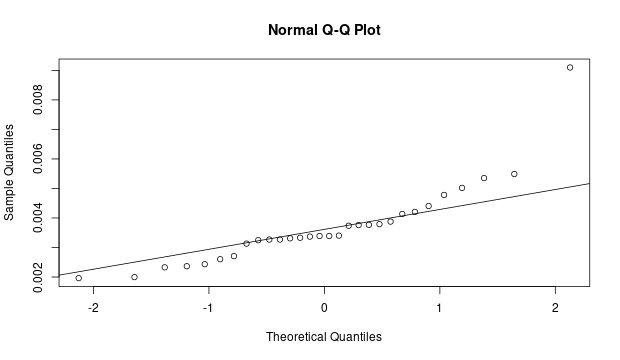 Normal Q-Q Plot
Sample Quantiles
0.008
0.006
0.004
0.002
-2 -1 0 1 2
Theoretical Quantiles